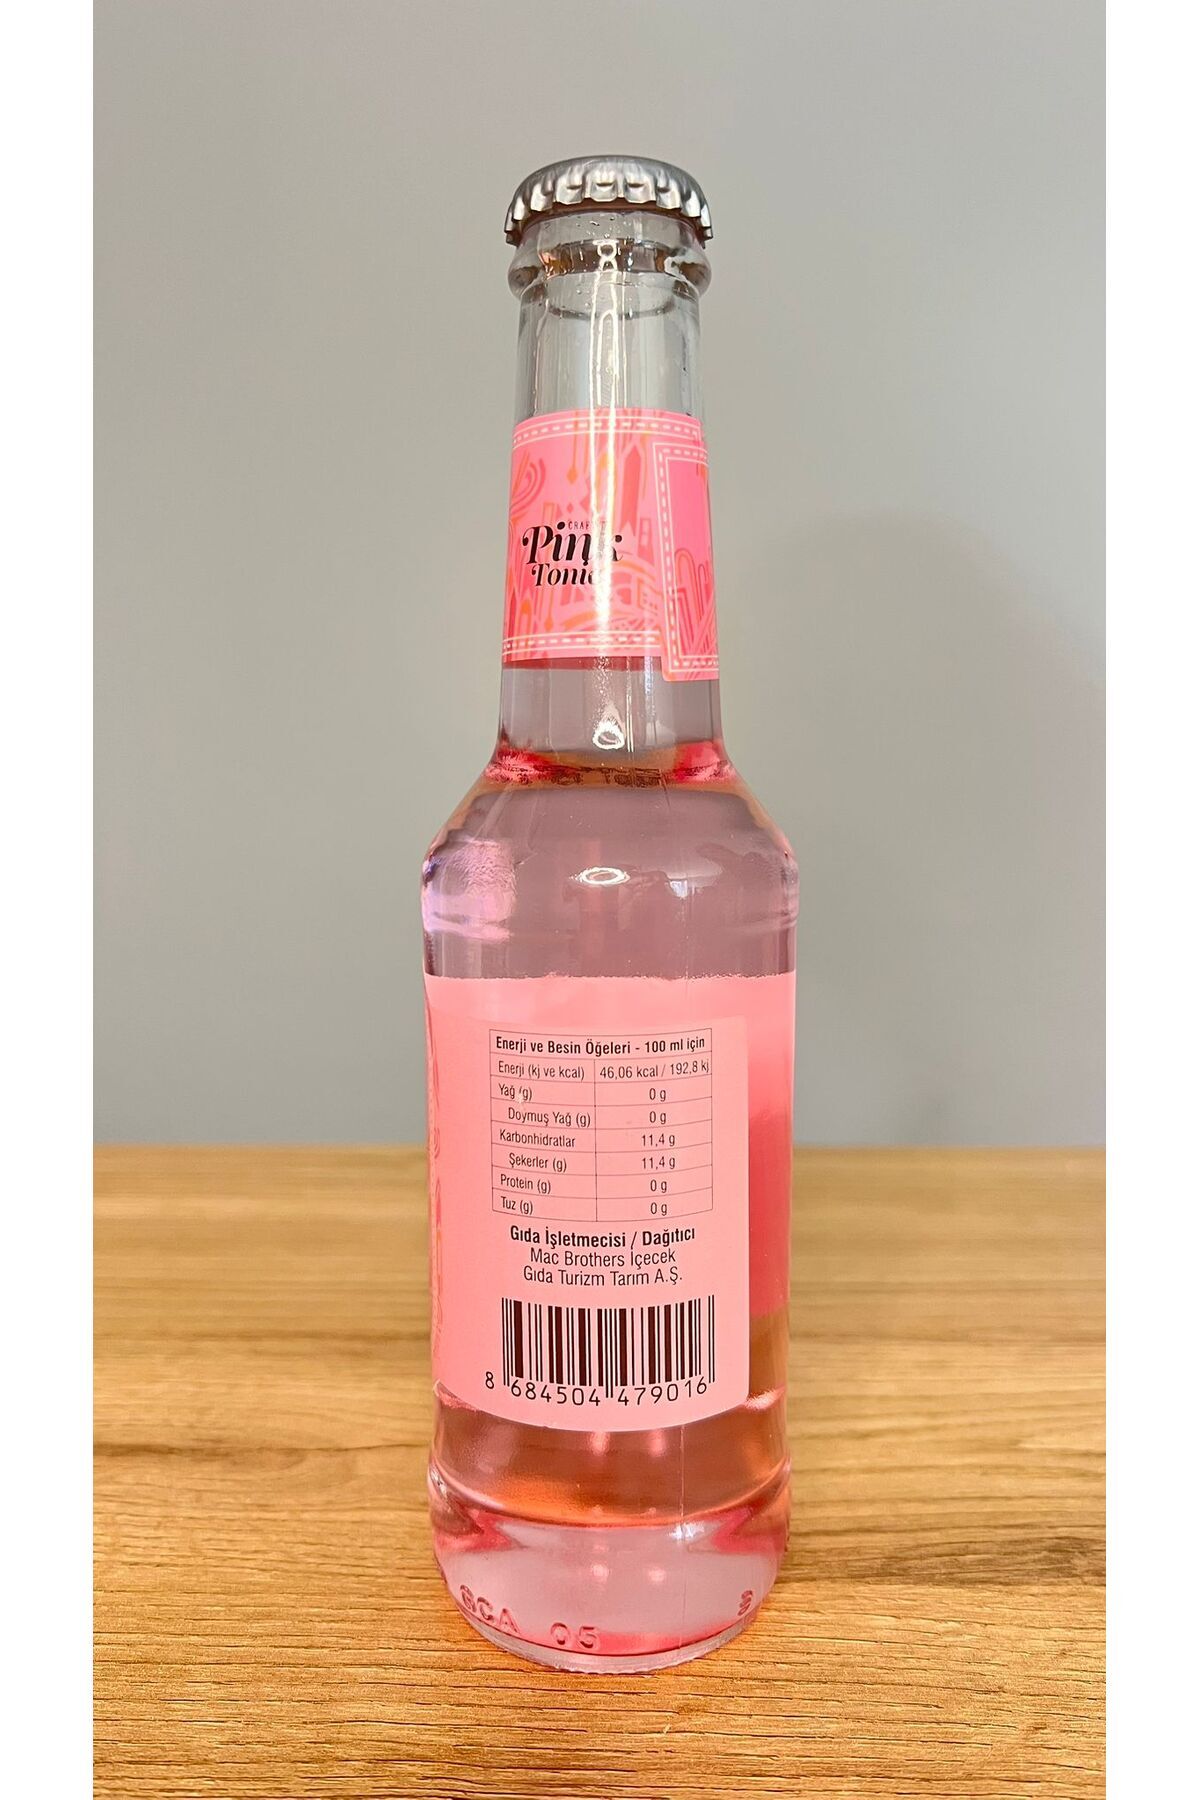 Pink
Tonic
Enerji ve Besin Öğeleri - 100 ml için
Enerji (kj ve kcal) 46,06 kcal / 192,8 kj
Yağ (g) 0 g
Doymuş Yağ (g) 0 g
Karbonhidratlar 11,4 g
Şekerler (g) 11,4 g
Protein (g) 0 g
Tuz (g) 0 g
Gıda İşletmecisi / Dağıtıcı
Mac Brothers İçecek
Gıda Turizm Tarım A.Ş.
8 684504 479016
GCA 05